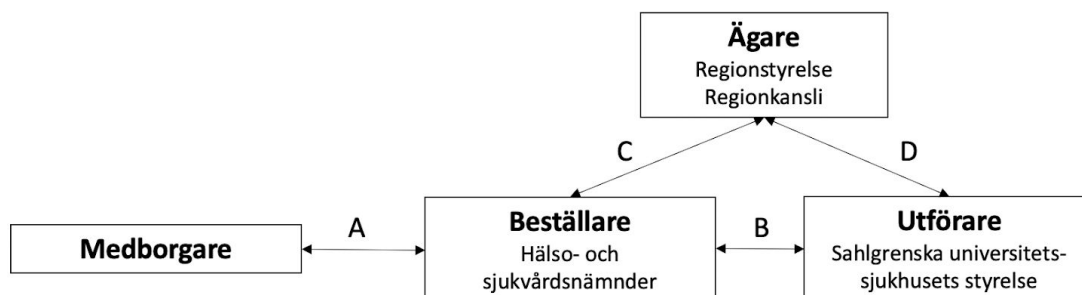 Ägare
Regionstyrelse
Regionkansli
C
D
Medborgare
A
Beställare
Hälso- och
sjukvårdsnämnder
B
Utförare
Sahlgrenska universitets-
sjukhusets styrelse